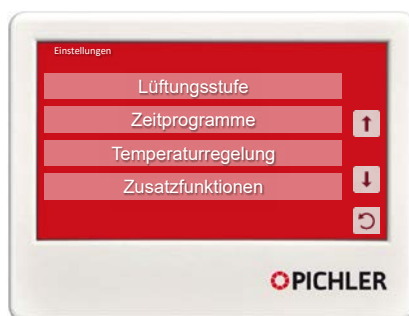 Einstellungen
Lüftungsstufe
Zeitprogramme
Temperaturregelung
Zusatzfunktionen
PICHLER